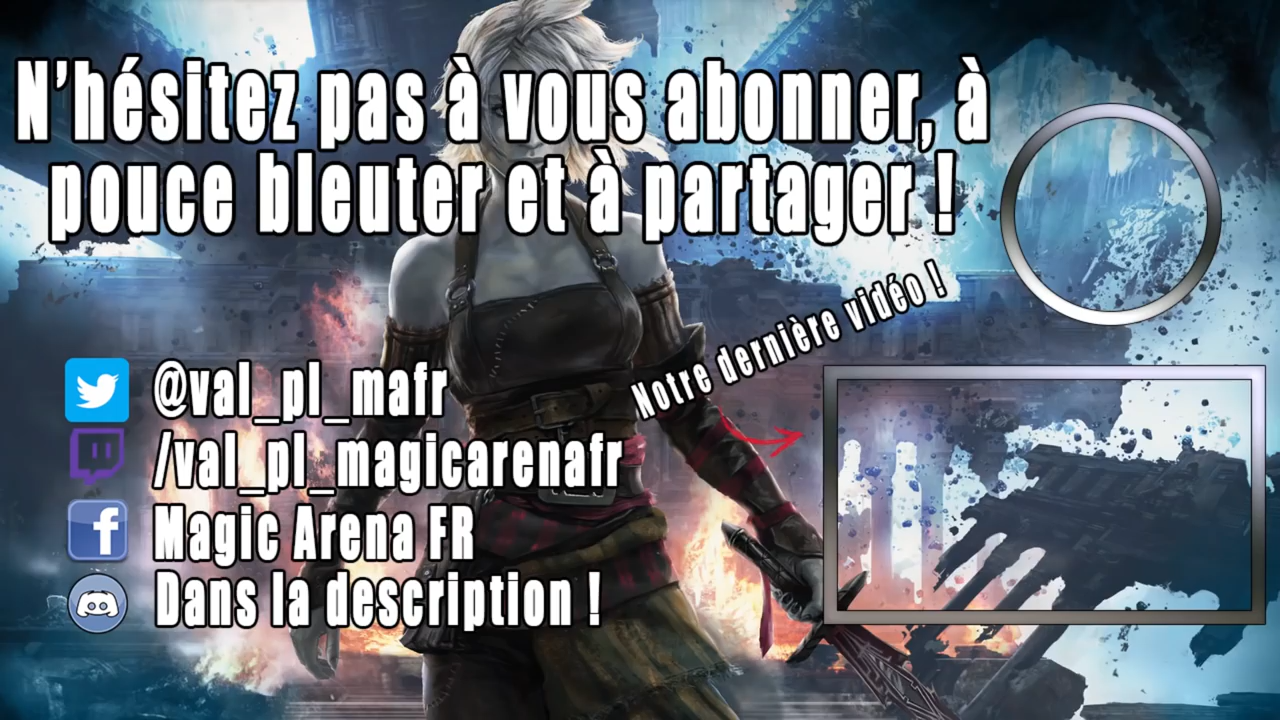 N'hésitez pas à vous abonner, à
pouce bleuter et à partager !
Notre dernière vidéo !
@val_pl_mafr
/val_pl_magicarenafr
Magic Arena FR
Dans la description !